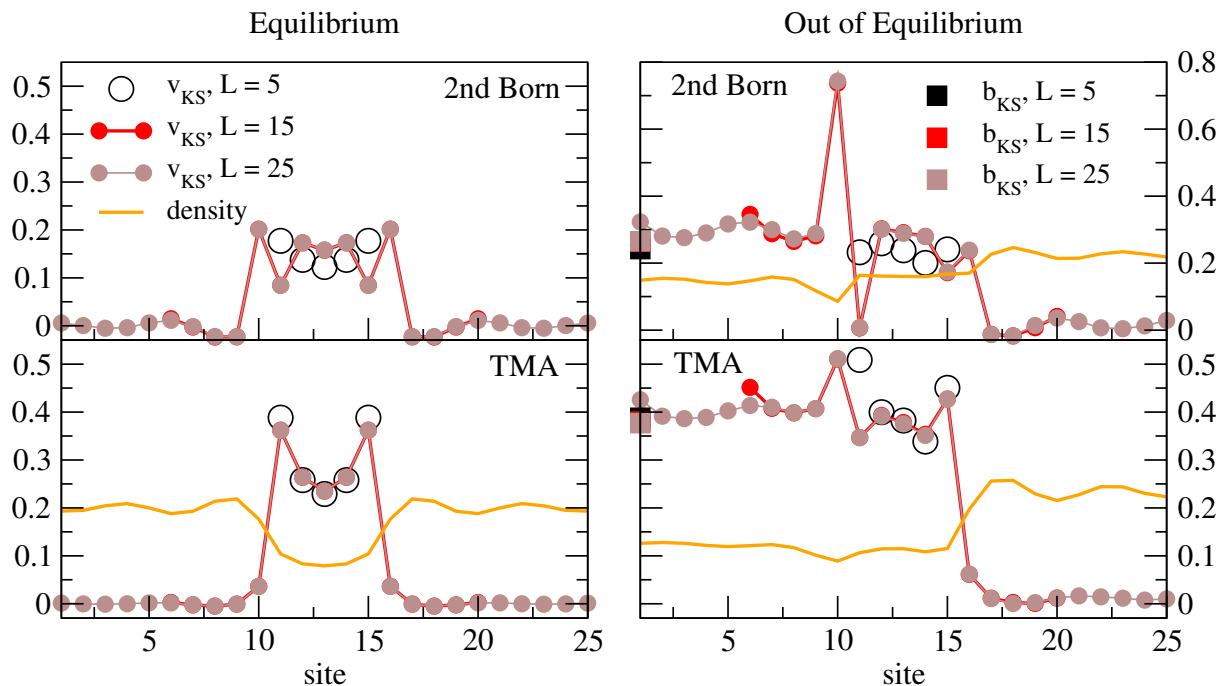 Equilibrium
Out of Equilibrium
0.5
0.4
0.3
0.2
0.1
0
v_KS, L = 5
v_KS, L = 15
v_KS, L = 25
density
2nd Born
2nd Born
b_KS, L = 5
b_KS, L = 15
b_KS, L = 25
0.8
0.6
0.4
0.2
0
0.5
0.4
0.3
0.2
0.1
0
TMA
TMA
0.5
0.4
0.3
0.2
0.1
0
5
10
15
20
25
site
5
10
15
20
25
site